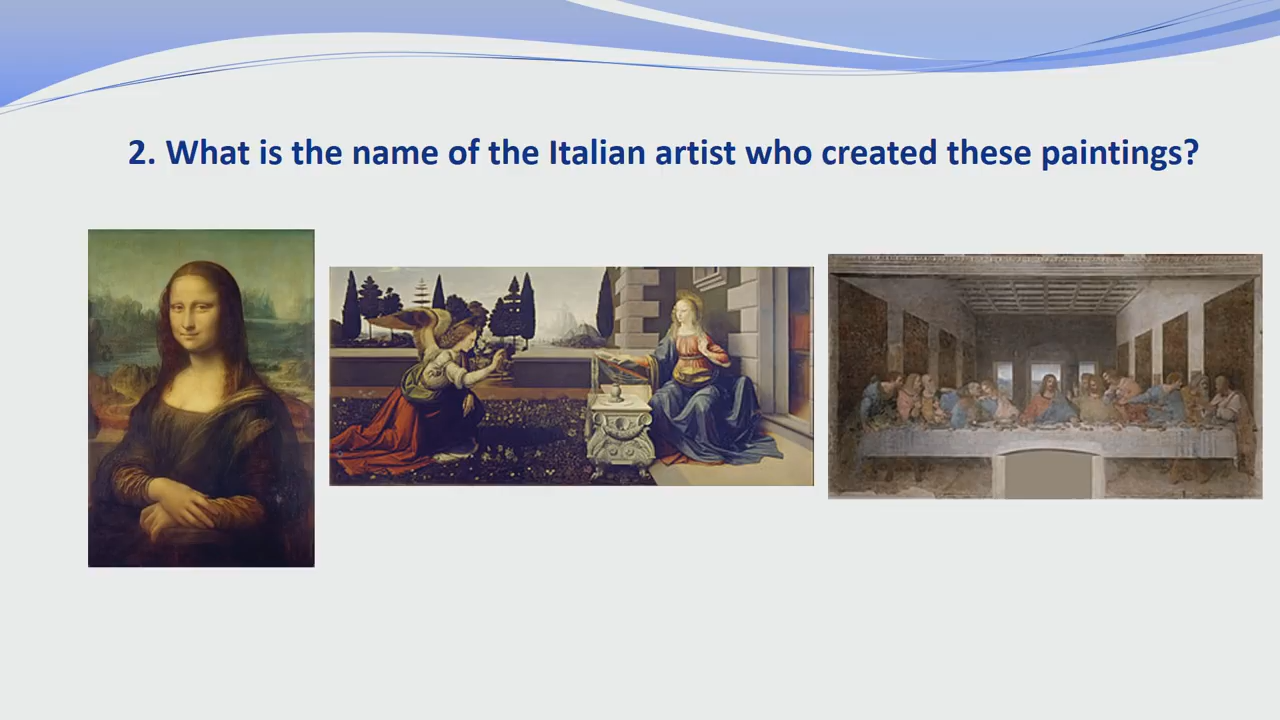 2. What is the name of the Italian artist who created these paintings?